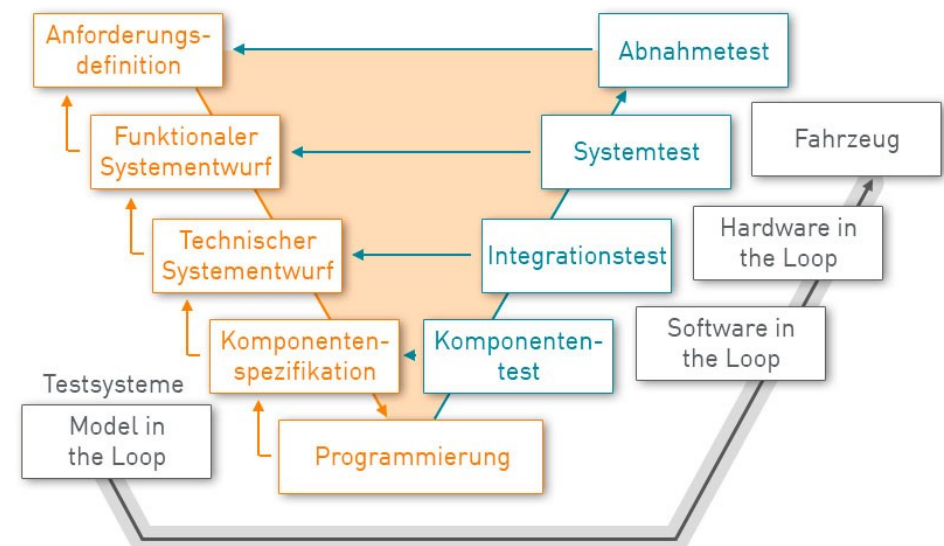 Anforderungs-
definition
Abnahmetest
Funktionaler
Systementwurf
Systemtest
Fahrzeug
Technischer
Systementwurf
Integrationstest
Hardware in
the Loop
Komponenten-
spezifikation
Komponenten-
test
Software in
the Loop
Testsysteme
Model in
the Loop
Programmierung